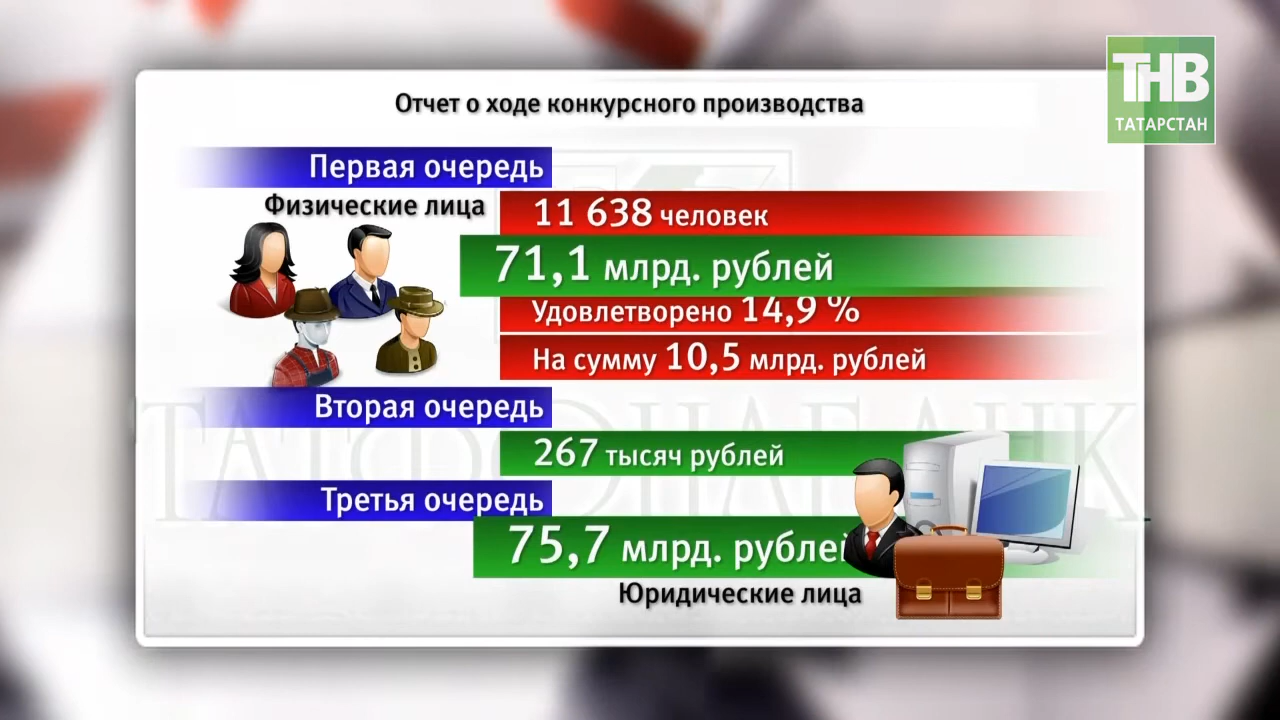 ТНВ
ТАТАРСТАН
Отчет о ходе конкурсного производства
Первая очередь
Физические лица
11 638 человек
71,1 млрд. рублей
Удовлетворено 14,9 %
На сумму 10,5 млрд. рублей
Вторая очередь
ТАТФОНДБАНК
267 тысяч рублей
Третья очередь
75,7 млрд. рублей
Юридические лица